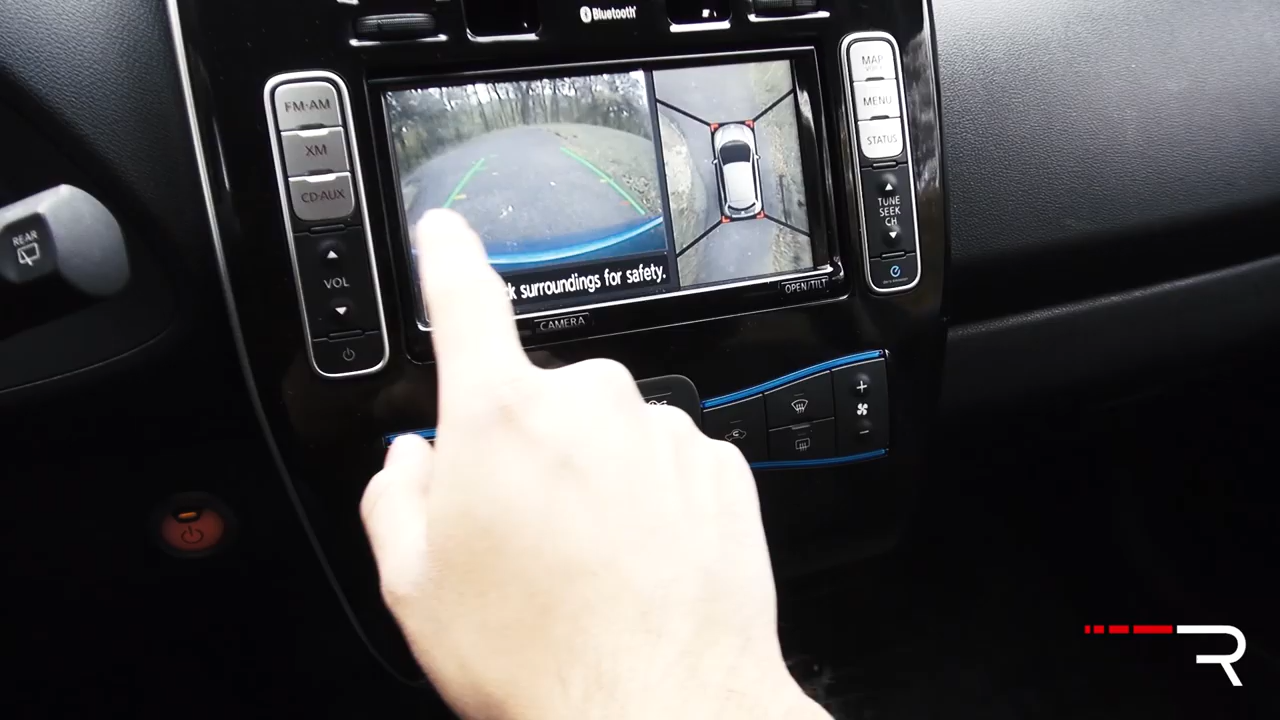 Bluetooth
FM·AM
XM
CD·AUX
VOL
REAR
ck surroundings for safety.
CAMERA
OPEN/TILT
MAP
MENU
STATUS
TUNE
SEEK
CH
R